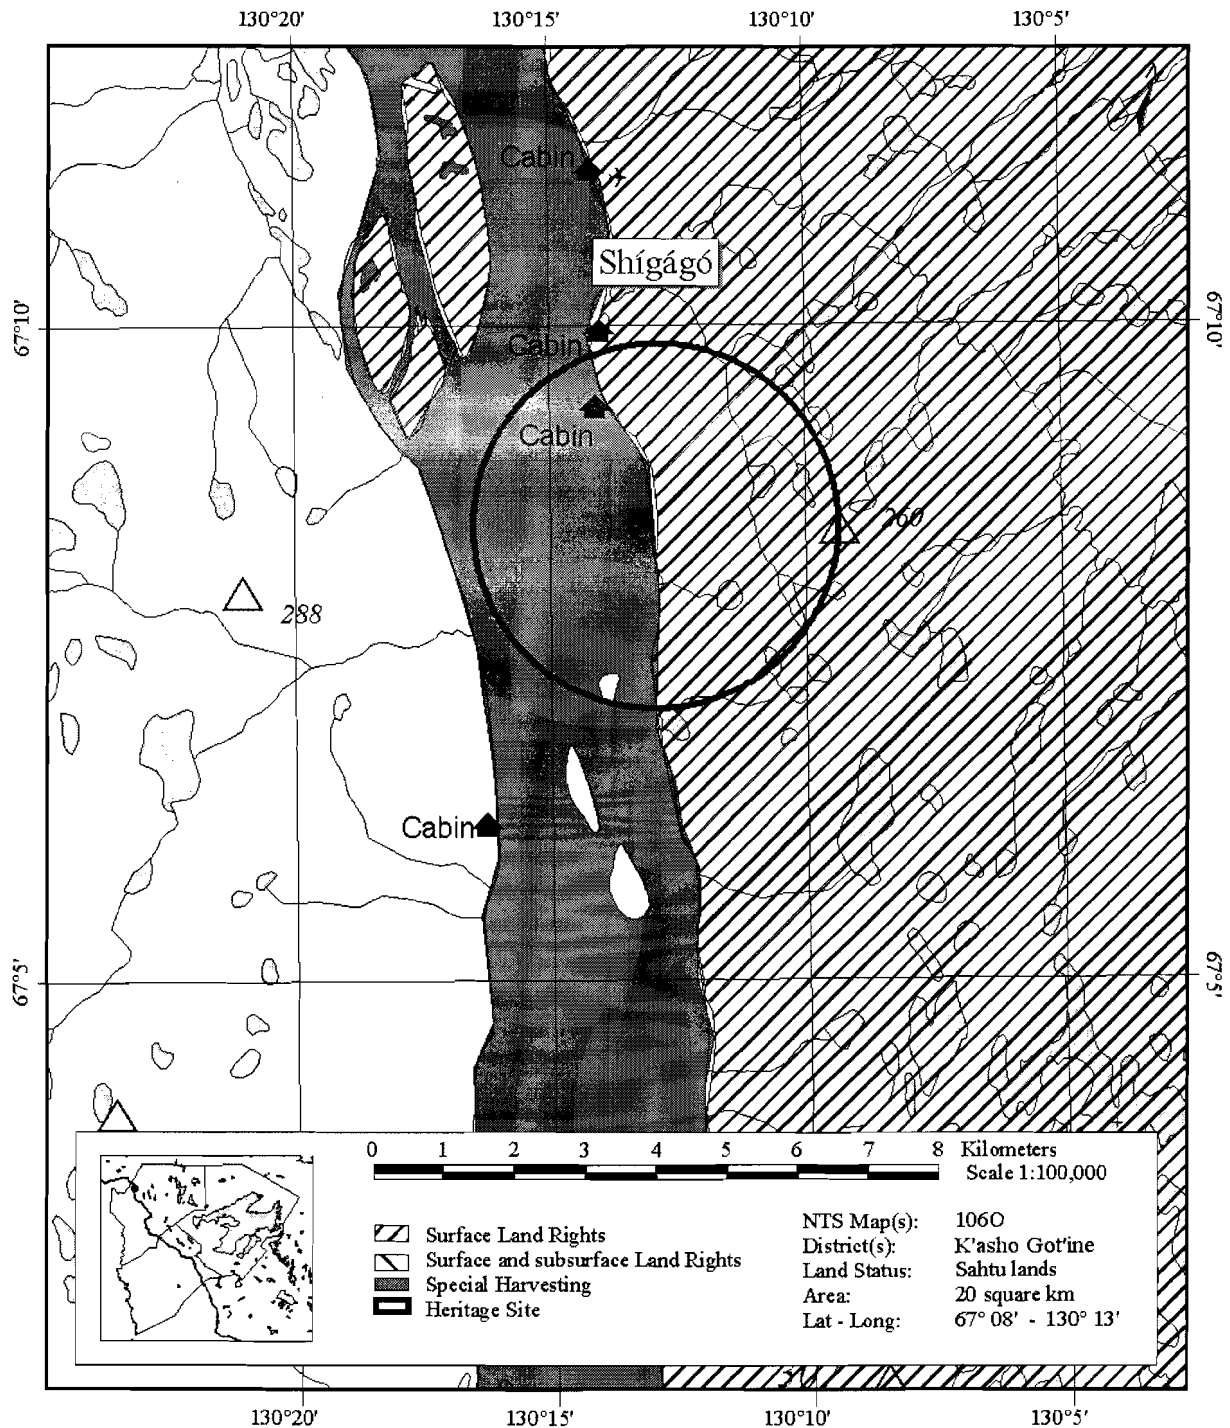 130°20' 130°15' 130°10' 130°5'
Cabin
Shígágó
67°10' 67°10'
Cabin
Cabin
260
288
Cabin
67°5' 67°5'
0 1 2 3 4 5 6 7 8 Kilometers
Scale 1:100,000
Surface Land Rights
Surface and subsurface Land Rights
Special Harvesting
Heritage Site
NTS Map(s): 106O
District(s): K'asho Got'ine
Land Status: Sahtu lands
Area: 20 square km
Lat - Long: 67° 08' - 130° 13'
130°20' 130°15' 130°10' 130°5'